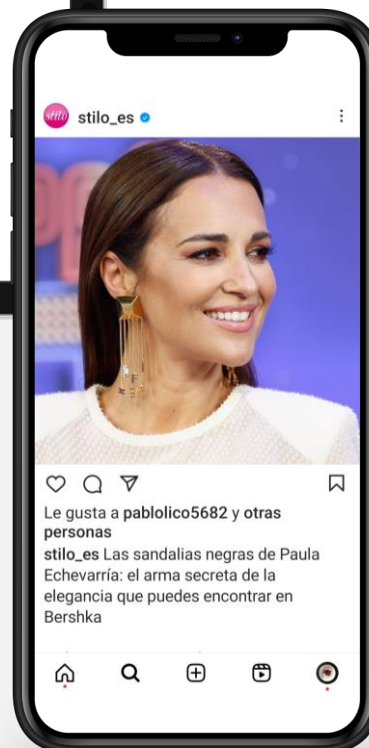 stilo
stilo_es
Le gusta a pablolico5682 y otras
personas
stilo_es Las sandalias negras de Paula
Echevarría: el arma secreta de la
elegancia que puedes encontrar en
Bershka